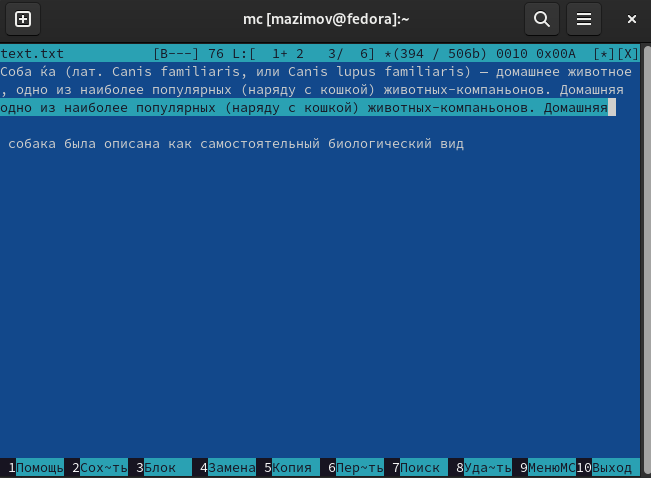 mc [mazimov@fedora]:~
text.txt [B---] 76 L:[ 1+ 2 3/ 6] *(394 / 506b) 0010 0x00A [*][X]
Соба ́ка (лат. Canis familiaris, или Canis lupus familiaris) — домашнее животное
, одно из наиболее популярных (наряду с кошкой) животных-компаньонов. Домашняя
одно из наиболее популярных (наряду с кошкой) животных-компаньонов. Домашняя
собака была описана как самостоятельный биологический вид
1Помощь 2Сох~ть 3Блок 4Замена 5Копия 6Пер~ть 7Поиск 8Уда~ть 9МенюMC 10Выход